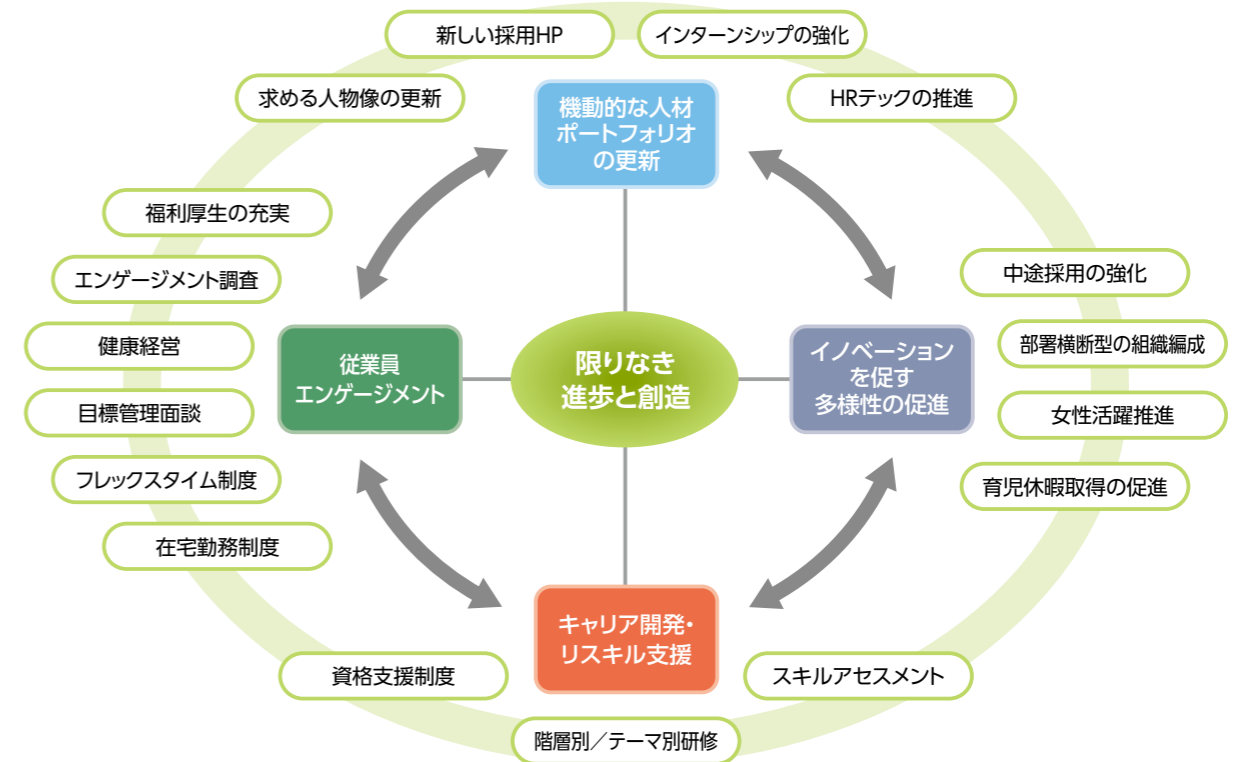 新しい採用HP
インターンシップの強化
求める人物像の更新
HRテックの推進
機動的な人材
ポートフォリオ
の更新
福利厚生の充実
エンゲージメント調査
健康経営
目標管理面談
フレックスタイム制度
在宅勤務制度
従業員
エンゲージメント
限りなき
進歩と創造
イノベーション
を促す
多様性の促進
中途採用の強化
部署横断型の組織編成
女性活躍推進
育児休暇取得の促進
キャリア開発・
リスキル支援
資格支援制度
スキルアセスメント
階層別／テーマ別研修